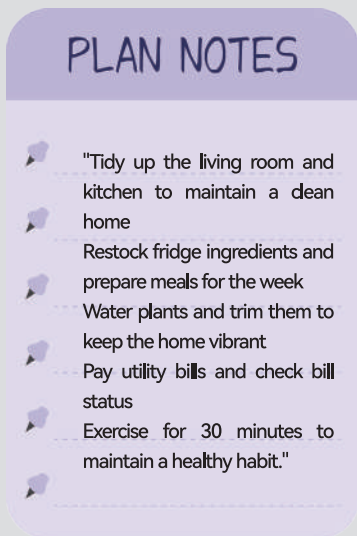 PLAN NOTES
"Tidy up the living room and
kitchen to maintain a clean
home
Restock fridge ingredients and
prepare meals for the week
Water plants and trim them to
keep the home vibrant
Pay utility bills and check bill
status
Exercise for 30 minutes to
maintain a healthy habit."